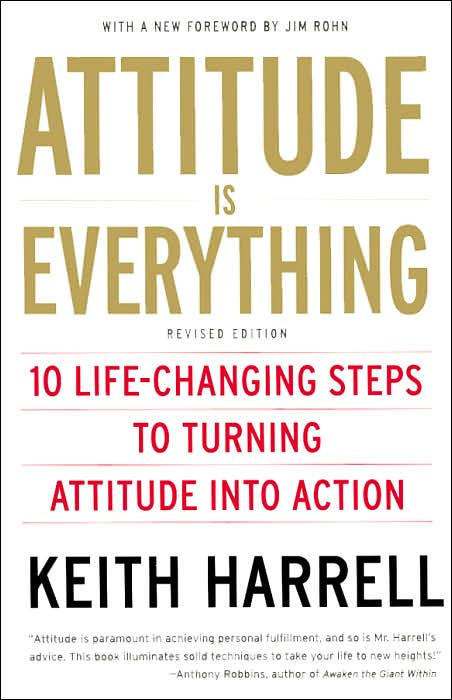 WITH A NEW FOREWORD BY JIM ROHN
ATTITUDE
IS
EVERYTHING
REVISED EDITION
10 LIFE-CHANGING STEPS
TO TURNING
ATTITUDE INTO ACTION
KEITH HARRELL
"Attitude is paramount in achieving personal fulfillment, and so is Mr. Harrell's
advice. This book illuminates solid techniques to take your life to new heights!"
—Anthony Robbins, author of Awaken the Giant Within